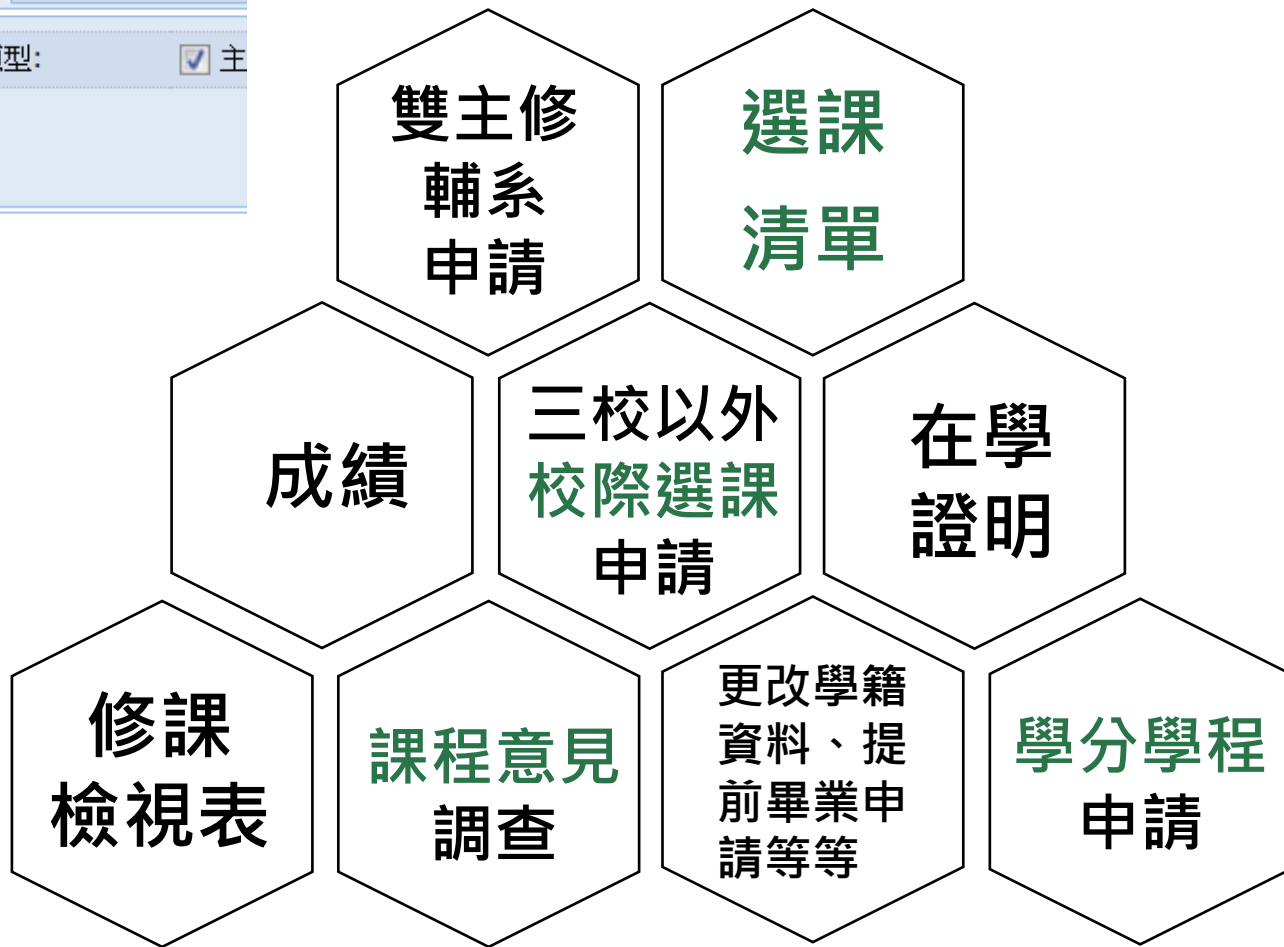 型:
主
雙主修
輔系
申請
選課
清單
成績
三校以外
校際選課
申請
在學
證明
修課
檢視表
課程意見
調查
更改學籍
資料、提
前畢業申
請等等
學分學程
申請